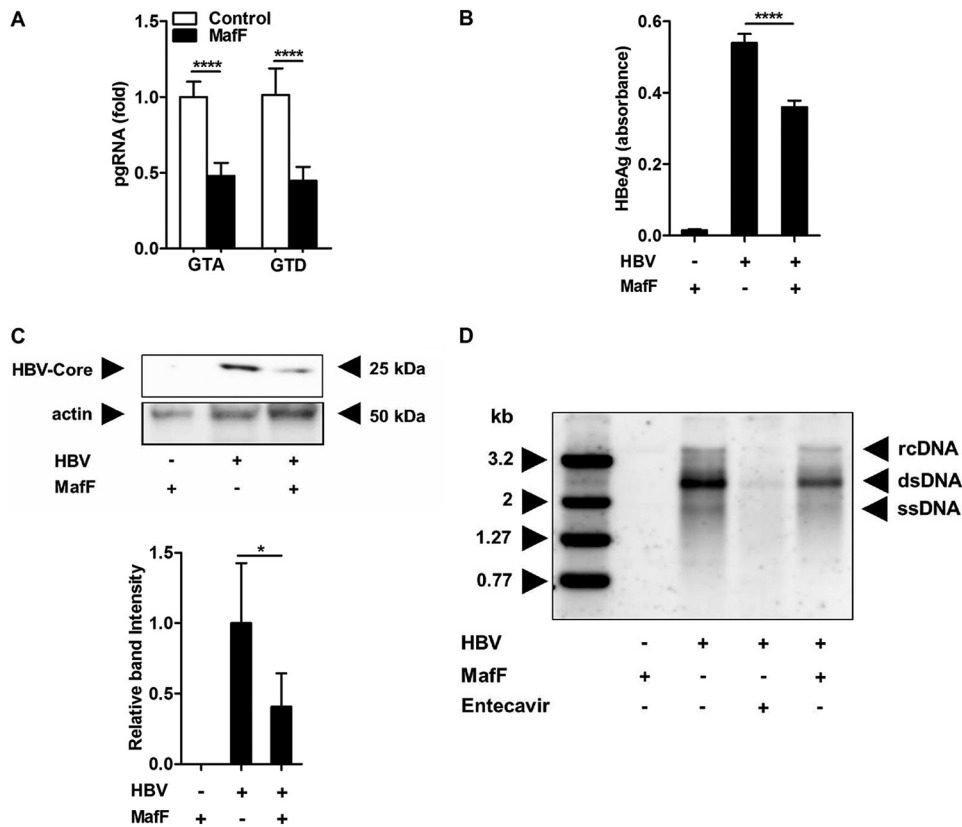 A
1.5
1.0
0.5
0.0
pgRNA (fold)
Control
MafF
**** ****
GTA GTD
B
0.6
0.4
0.2
0.0
HBeAg (absorbance)
****
HBV - + +
MafF + - +
C
HBV-Core 25 kDa
actin 50 kDa
HBV - + +
MafF + - +
1.5
1.0
0.5
0.0
Relative band Intensity
*
HBV - + +
MafF + - +
D
kb
3.2
2
1.27
0.77
rcDNA
dsDNA
ssDNA
HBV - + + +
MafF + - - +
Entecavir - - + -